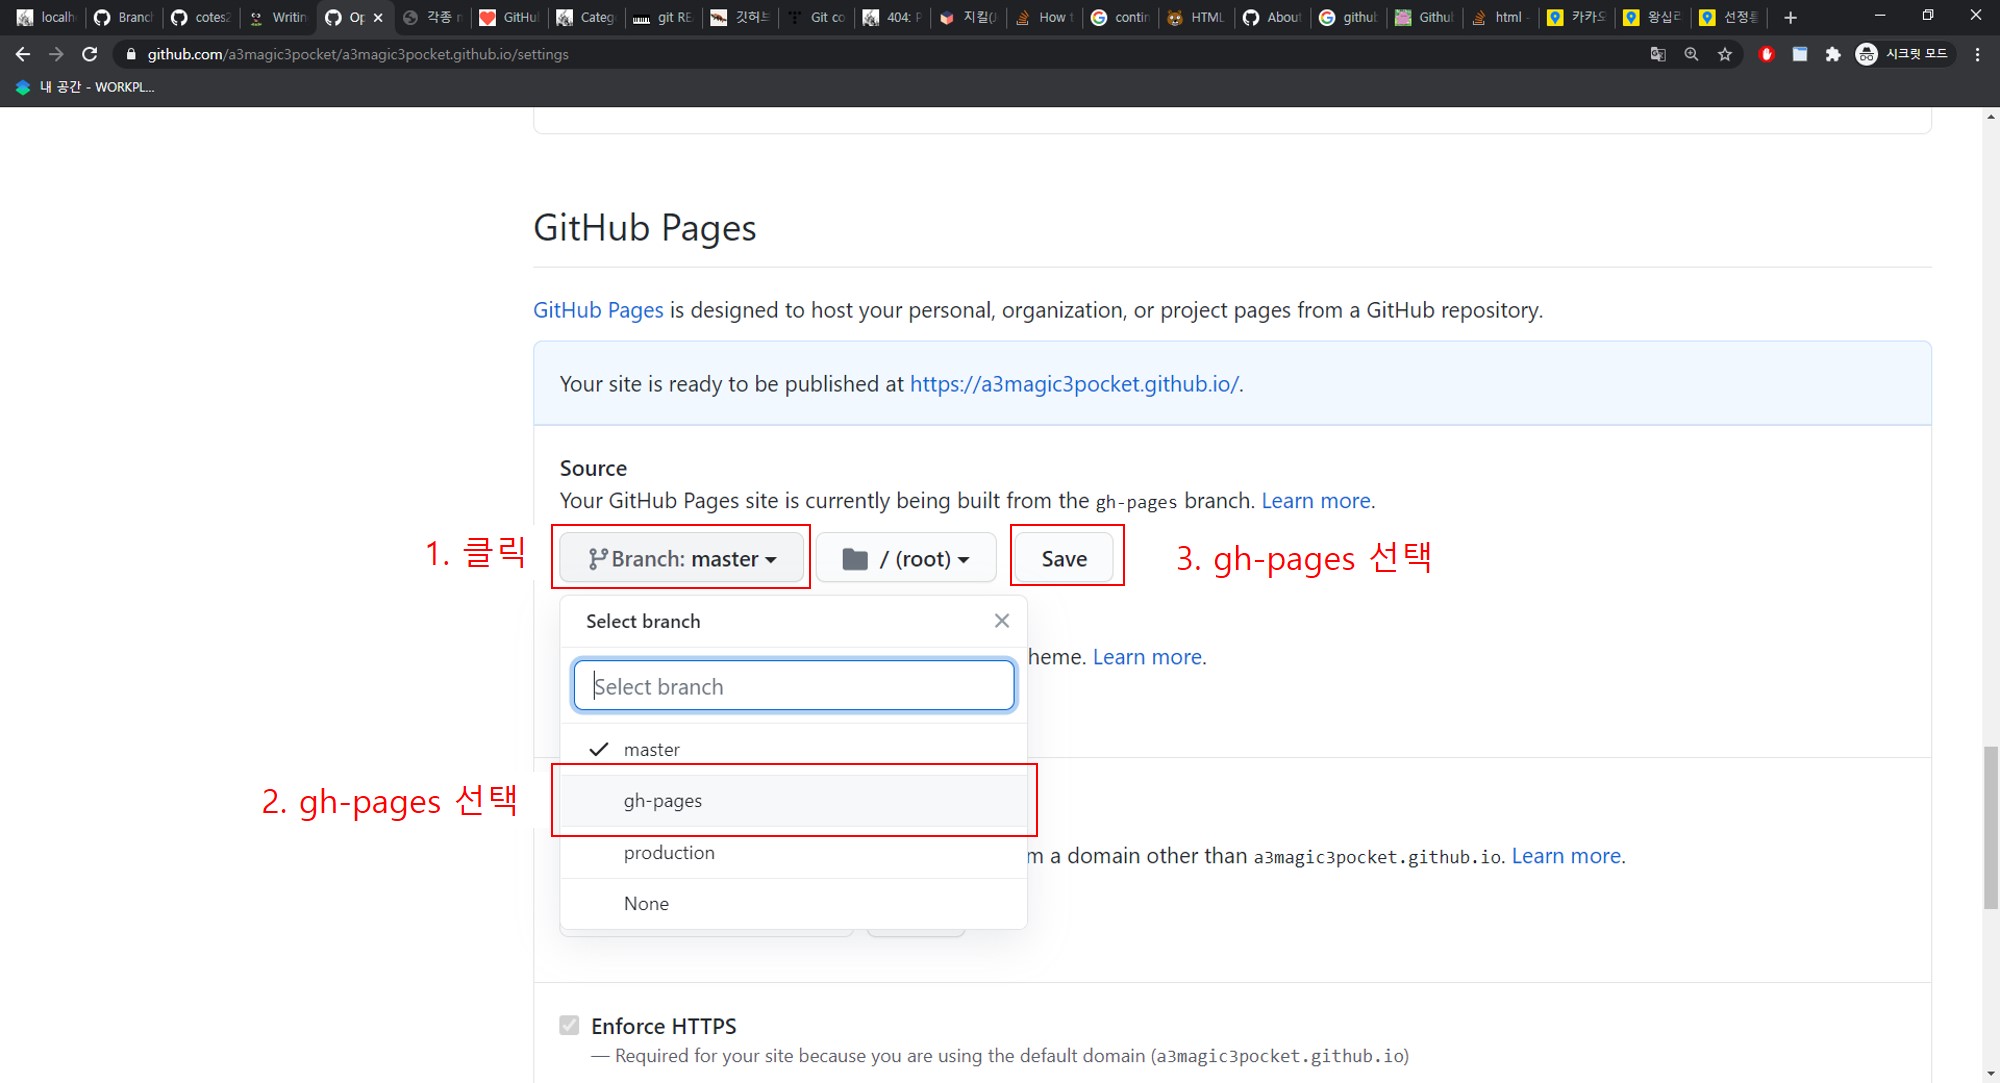 localh
Branch
cotes2
Writin
Op
각종
GitHu
Categ
git RE
깃허브
Git co
404: P
지킬(J
How t
contin
HTML
About
github
Githu
html -
카카오
왕십리
선정릉
github.com/a3magic3pocket/a3magic3pocket.github.io/settings
시크릿 모드
내 공간 - WORKPL...
GitHub Pages
GitHub Pages is designed to host your personal, organization, or project pages from a GitHub repository.
Your site is ready to be published at https://a3magic3pocket.github.io/.
Source
Your GitHub Pages site is currently being built from the gh-pages branch. Learn more.
1. 클릭
Branch: master
/ (root)
Save
3. gh-pages 선택
Select branch
Select branch
heme. Learn more.
master
2. gh-pages 선택
gh-pages
production
m a domain other than a3magic3pocket.github.io. Learn more.
None
Enforce HTTPS
— Required for your site because you are using the default domain (a3magic3pocket.github.io)